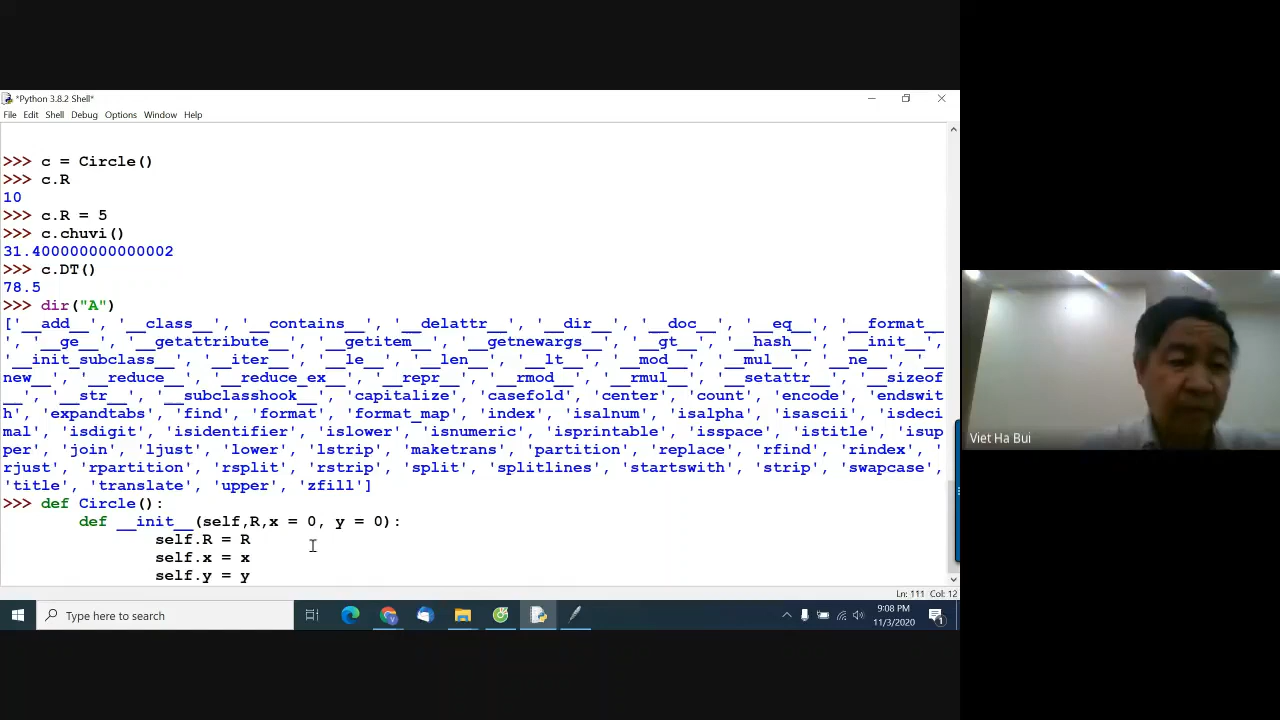 *Python 3.8.2 Shell*
File Edit Shell Debug Options Window Help
>>> c = Circle()
>>> c.R
10
>>> c.R = 5
>>> c.chuvi()
31.400000000000002
>>> c.DT()
78.5
>>> dir("A")
['__add__', '__class__', '__contains__', '__delattr__', '__dir__', '__doc__', '__eq__', '__format__
', '__ge__', '__getattribute__', '__getitem__', '__getnewargs__', '__gt__', '__hash__', '__init__',
'__init_subclass__', '__iter__', '__le__', '__len__', '__lt__', '__mod__', '__mul__', '__ne__', '__
new__', '__reduce__', '__reduce_ex__', '__repr__', '__rmod__', '__rmul__', '__setattr__', '__sizeof
__', '__str__', '__subclasshook__', 'capitalize', 'casefold', 'center', 'count', 'encode', 'endswit
h', 'expandtabs', 'find', 'format', 'format_map', 'index', 'isalnum', 'isalpha', 'isascii', 'isdeci
mal', 'isdigit', 'isidentifier', 'islower', 'isnumeric', 'isprintable', 'isspace', 'istitle', 'isup
per', 'join', 'ljust', 'lower', 'lstrip', 'maketrans', 'partition', 'replace', 'rfind', 'rindex', '
rjust', 'rpartition', 'rsplit', 'rstrip', 'split', 'splitlines', 'startswith', 'strip', 'swapcase',
'title', 'translate', 'upper', 'zfill']
>>> def Circle():
def __init__(self,R,x = 0, y = 0):
self.R = R
self.x = x
self.y = y
Ln: 111 Col: 12
Type here to search
9:08 PM
11/3/2020
1
Viet Ha Bui